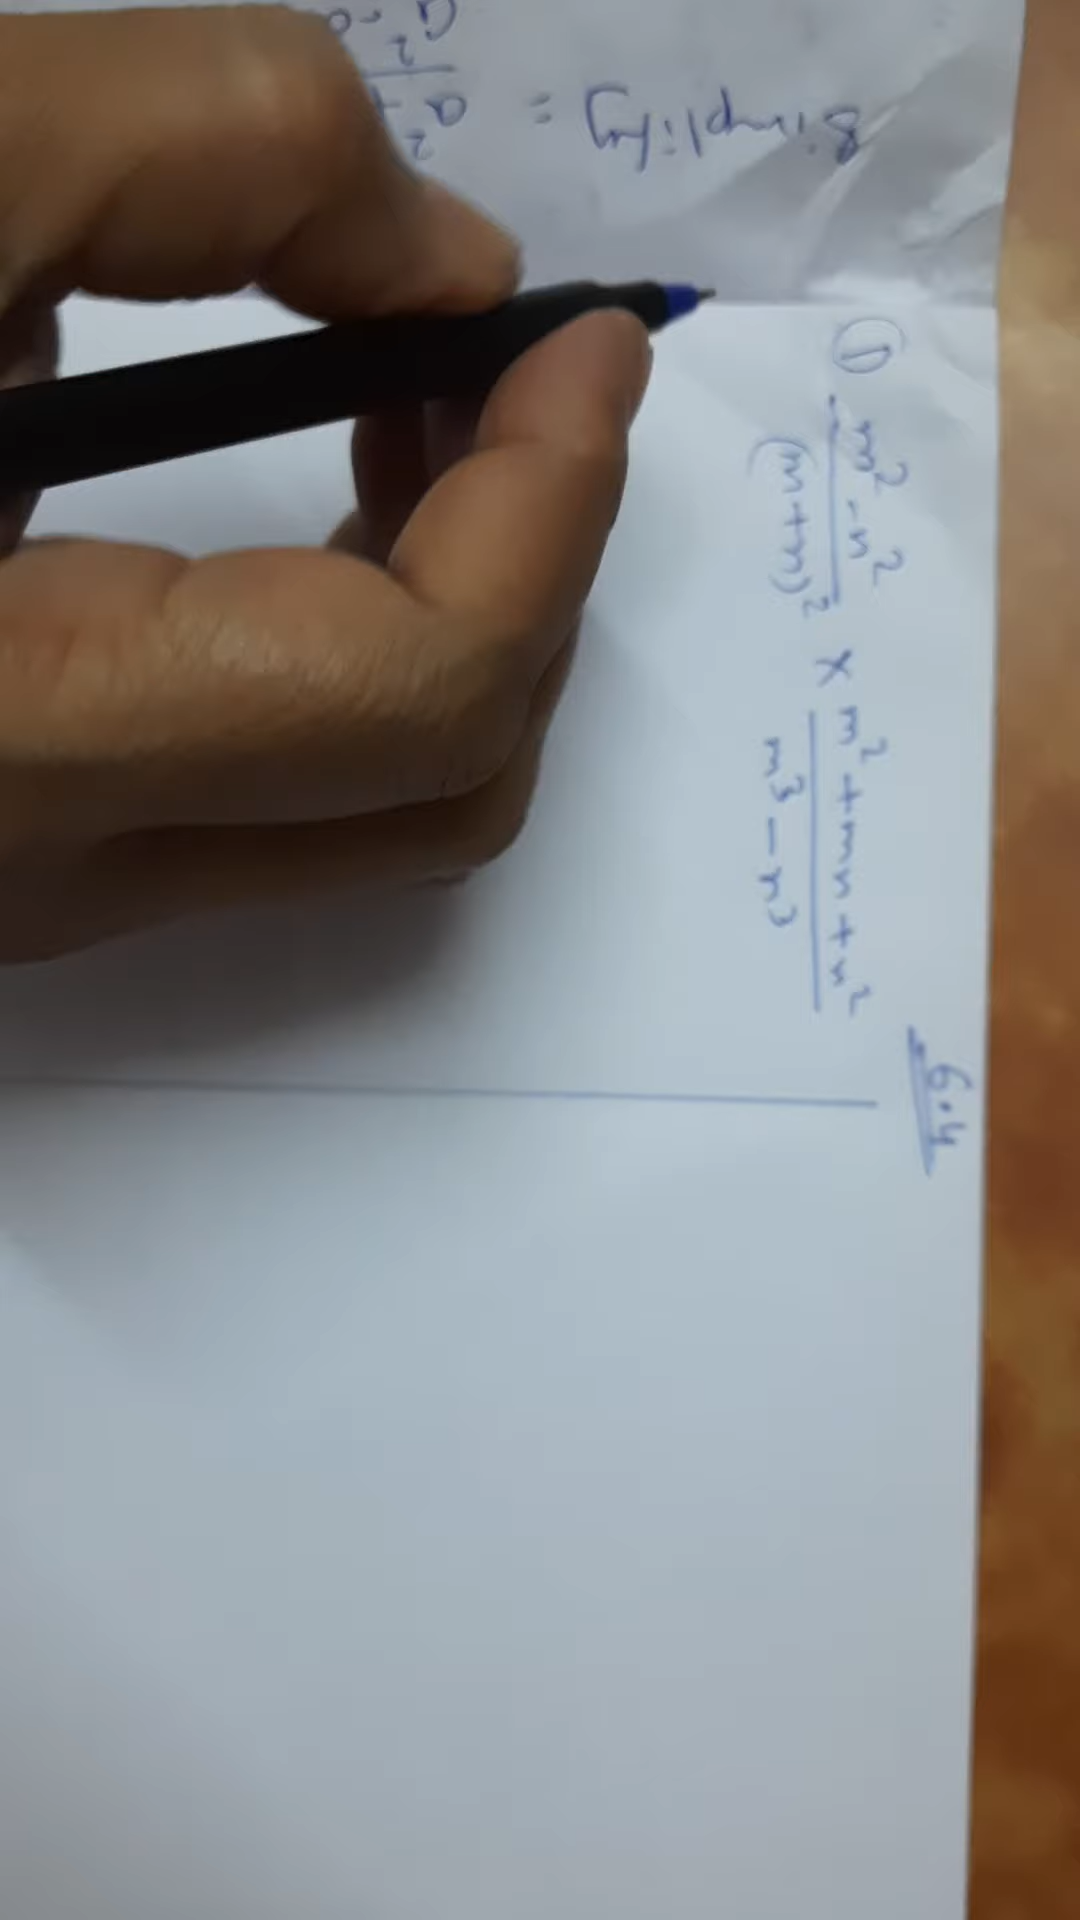 6.4
① m² - n² / (m+n)² × m² + mn + n² / m³ - n³
Simplify =